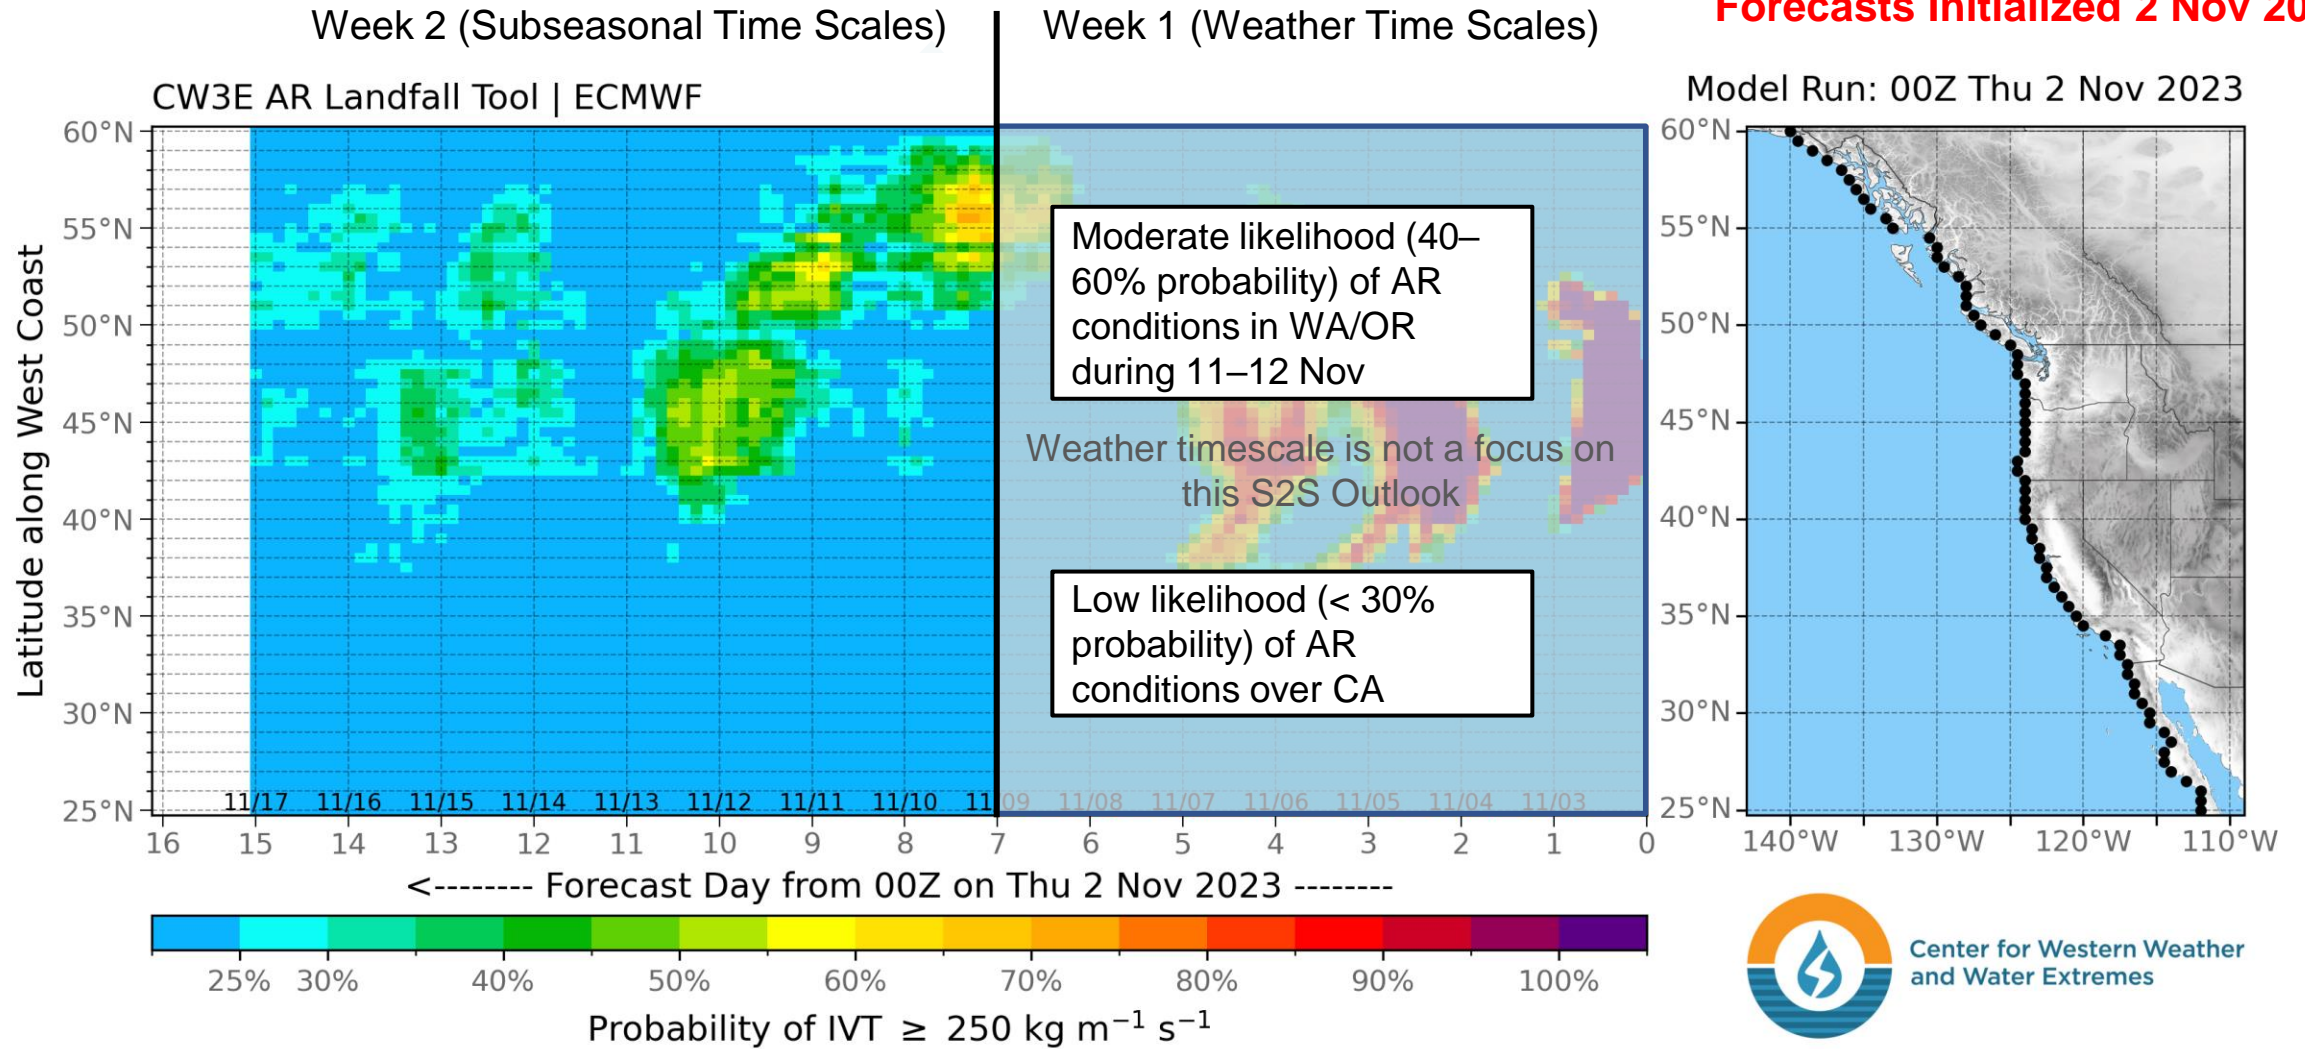 Week 2 (Subseasonal Time Scales)
Week 1 (Weather Time Scales)
Forecasts Initialized 2 Nov 20
CW3E AR Landfall Tool | ECMWF
Model Run: 00Z Thu 2 Nov 2023
Latitude along West Coast
60°N
55°N
50°N
45°N
40°N
35°N
30°N
25°N
Moderate likelihood (40–
60% probability) of AR
conditions in WA/OR
during 11–12 Nov
Weather timescale is not a focus on
this S2S Outlook
Low likelihood (< 30%
probability) of AR
conditions over CA
11/17 11/16 11/15 11/14 11/13 11/12 11/11 11/10 11/09 11/08 11/07 11/06 11/05 11/04 11/03
16 15 14 13 12 11 10 9 8 7 6 5 4 3 2 1 0
<-------- Forecast Day from 00Z on Thu 2 Nov 2023 --------
25% 30% 40% 50% 60% 70% 80% 90% 100%
Probability of IVT ≥ 250 kg m⁻¹ s⁻¹
60°N
55°N
50°N
45°N
40°N
35°N
30°N
25°N
140°W 130°W 120°W 110°W
Center for Western Weather
and Water Extremes